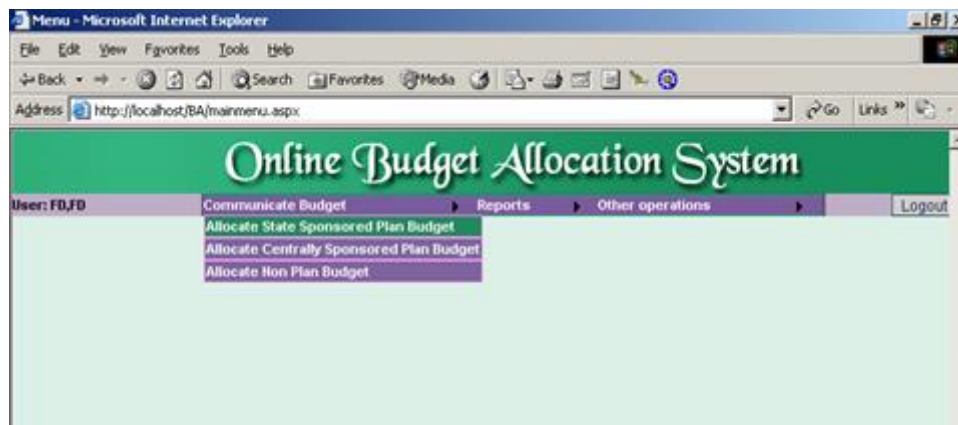 Menu - Microsoft Internet Explorer
File Edit View Favorites Tools Help
Back Search Favorites Media
Address http://localhost/BA/mainmenu.aspx Go Links »
Online Budget Allocation System
User: FD,FD Communicate Budget Reports Other operations Logout
Allocate State Sponsored Plan Budget
Allocate Centrally Sponsored Plan Budget
Allocate Non Plan Budget